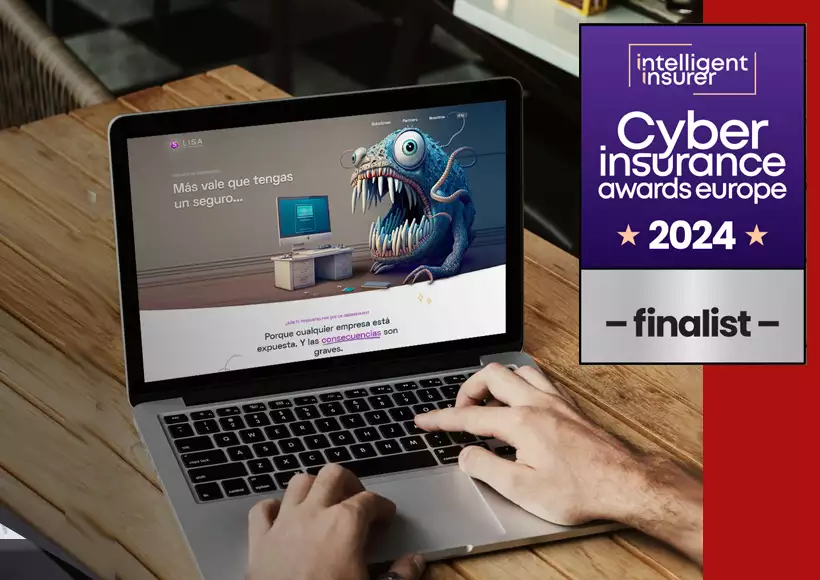 LISA
Soluciones
Partners
Nosotros
Más vale que tengas
un seguro...
Porque cualquier empresa está
expuesta. Y las consecuencias son
graves.
intelligent
insurer
Cyber
insurance
awards europe
2024
– finalist –